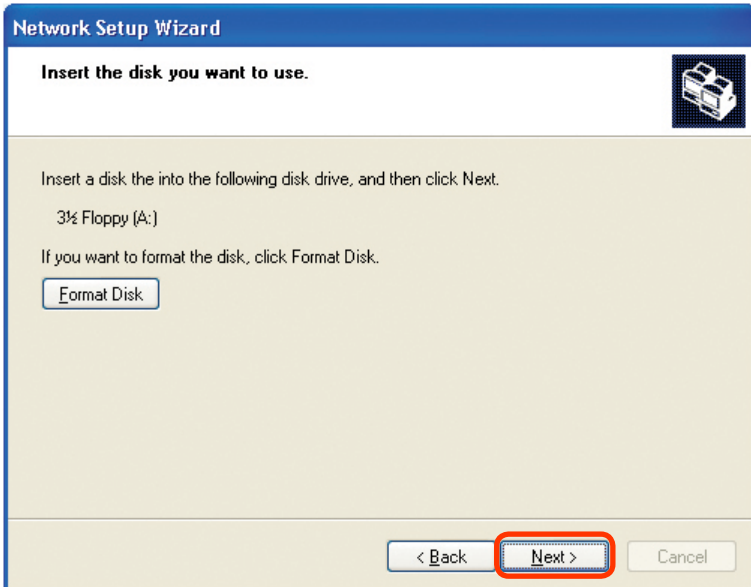 Network Setup Wizard
Insert the disk you want to use.
Insert a disk the into the following disk drive, and then click Next.
3½ Floppy (A:)
If you want to format the disk, click Format Disk.
Format Disk
< Back
Next >
Cancel